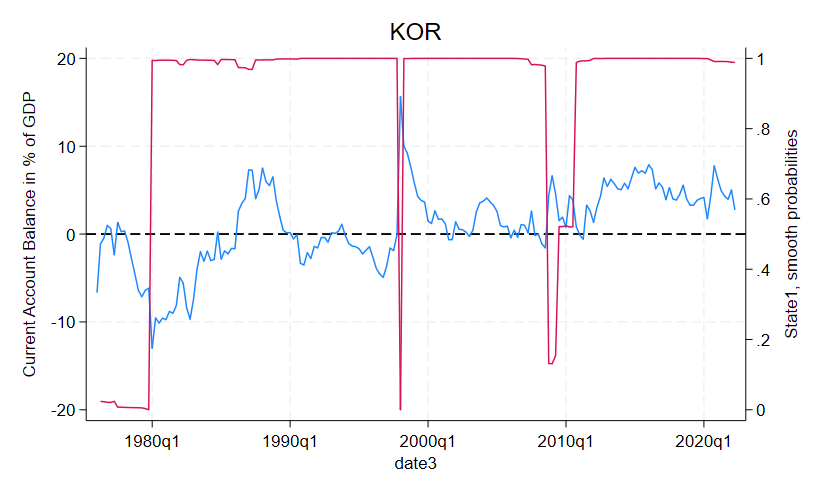 KOR
Current Account Balance in % of GDP
20
10
0
-10
-20
1
.8
.6
.4
.2
0
State1, smooth probabilities
1980q1
1990q1
2000q1
2010q1
2020q1
date3